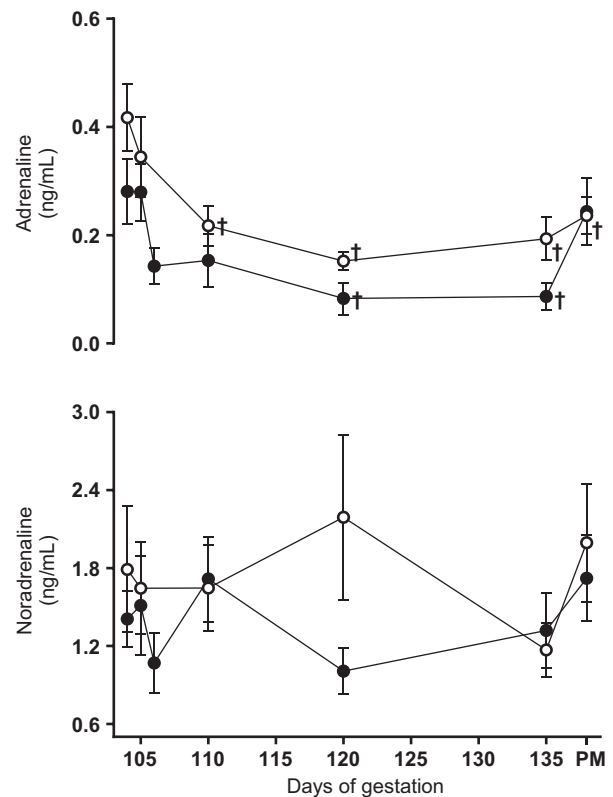 0.6
0.4
0.2
0.0
Adrenaline
(ng/mL)
†
†
†
†
†
†
3.0
2.4
1.8
1.2
0.6
Noradrenaline
(ng/mL)
105 110 115 120 125 130 135 PM
Days of gestation